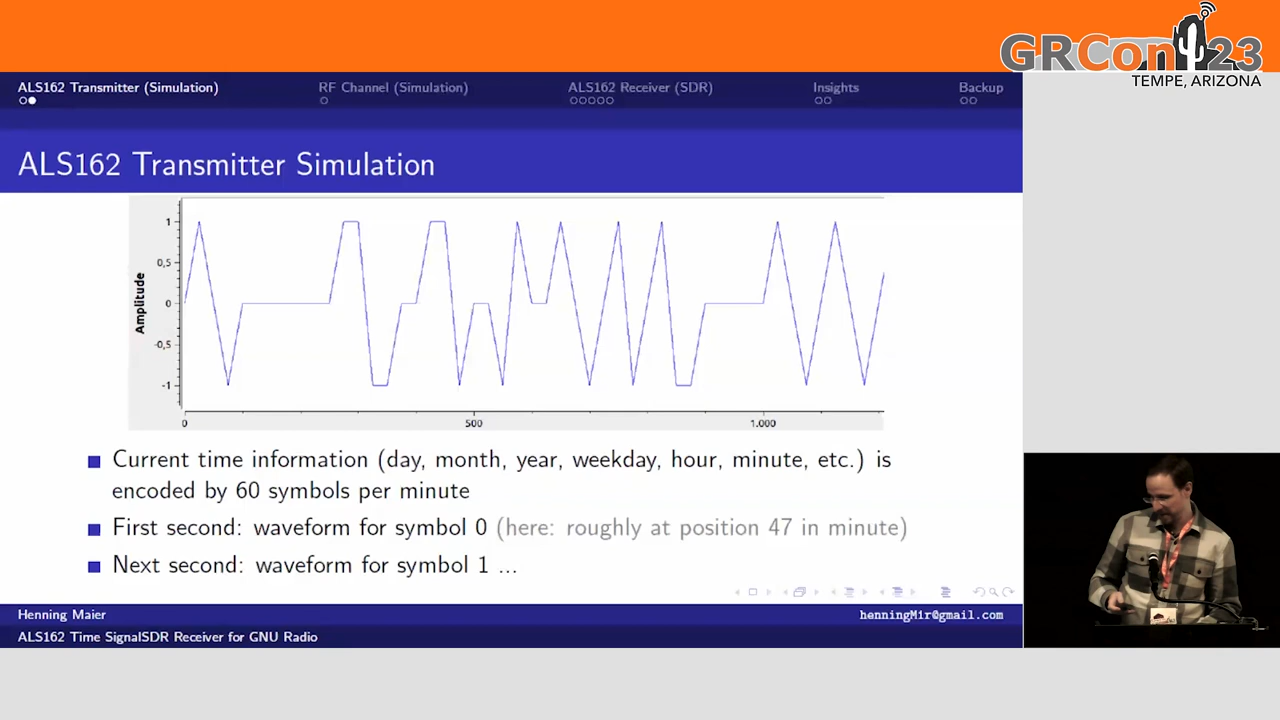 GRCon 23
TEMPE, ARIZONA
ALS162 Transmitter (Simulation) RF Channel (Simulation) ALS162 Receiver (SDR) Insights Backup
ALS162 Transmitter Simulation
Amplitude
1
0,5
0
-0,5
-1
0 500 1.000
Current time information (day, month, year, weekday, hour, minute, etc.) is
encoded by 60 symbols per minute
First second: waveform for symbol 0 (here: roughly at position 47 in minute)
Next second: waveform for symbol 1 ...
Henning Maier henningM1r@gmail.com
ALS162 Time SignalSDR Receiver for GNU Radio